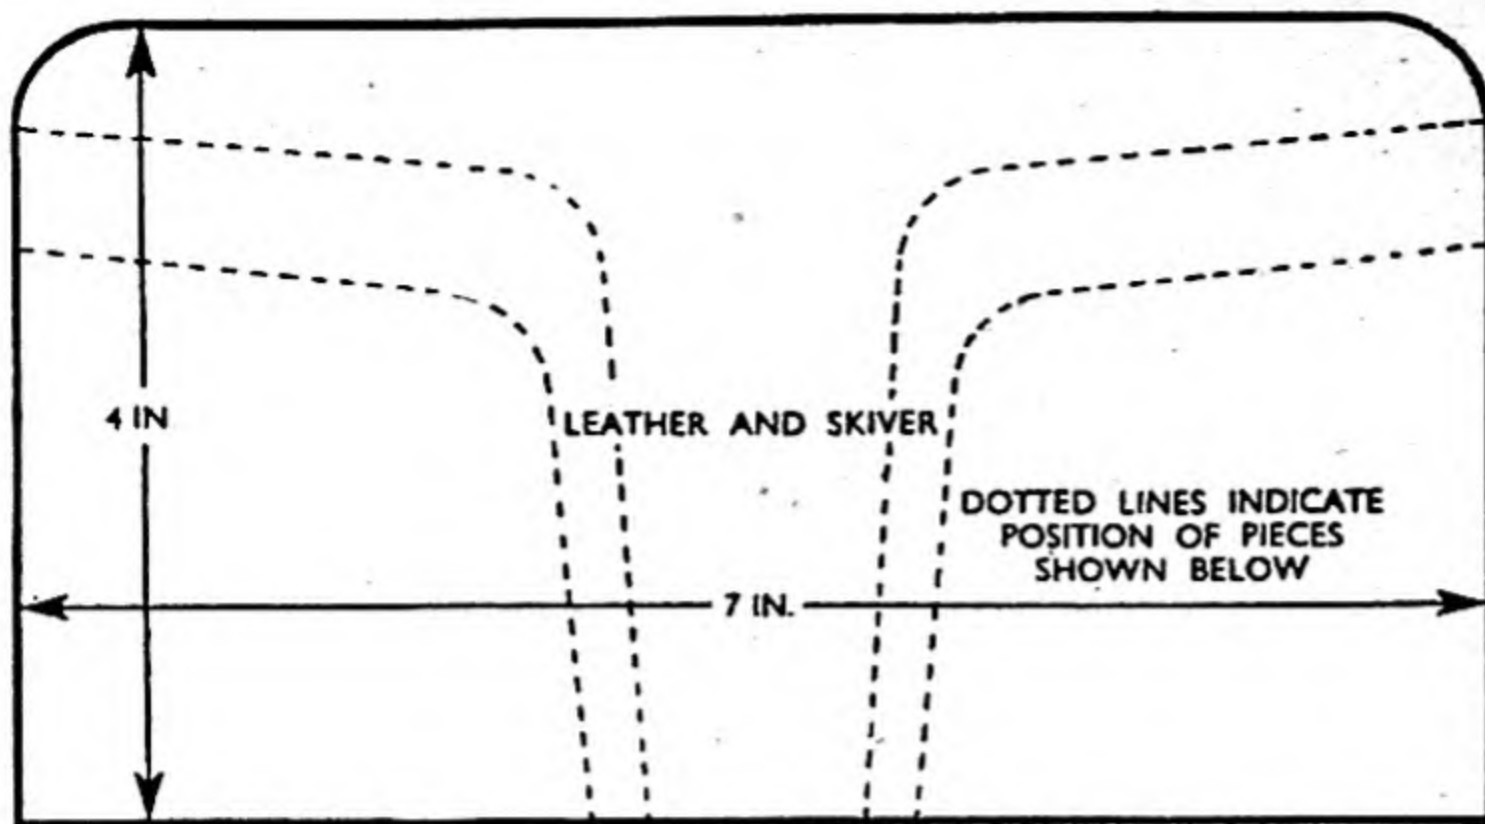 4 IN
LEATHER AND SKIVER
DOTTED LINES INDICATE
POSITION OF PIECES
SHOWN BELOW
7 IN.